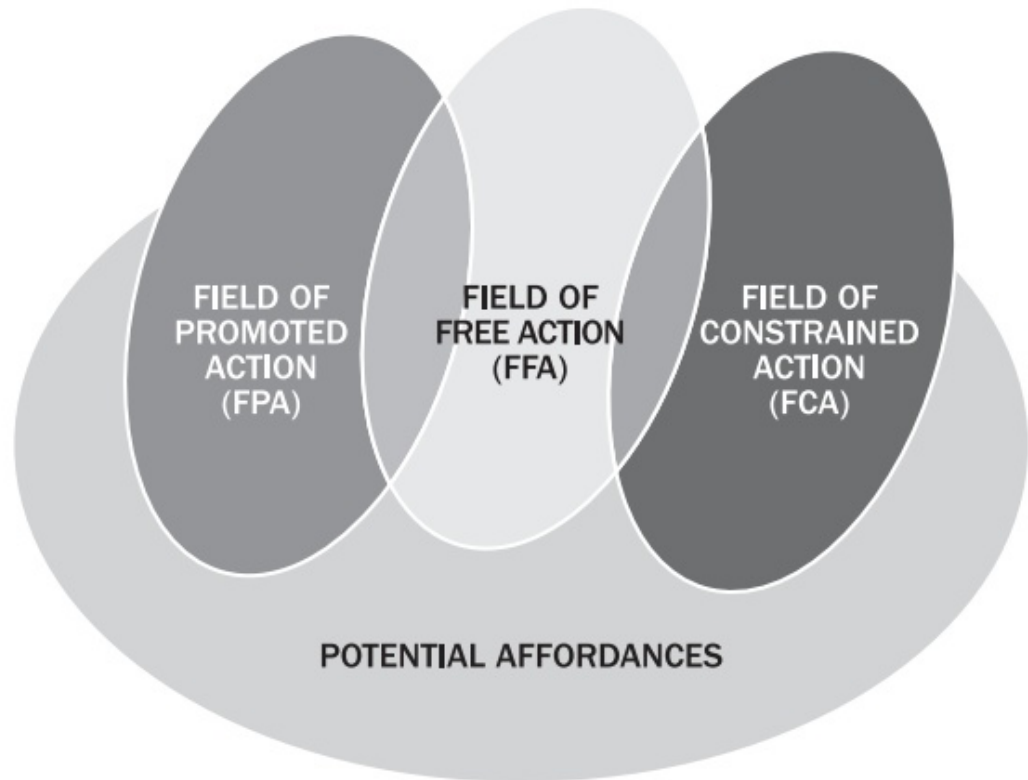 FIELD OF
PROMOTED
ACTION
(FPA)
FIELD OF
FREE ACTION
(FFA)
FIELD OF
CONSTRAINED
ACTION
(FCA)
POTENTIAL AFFORDANCES